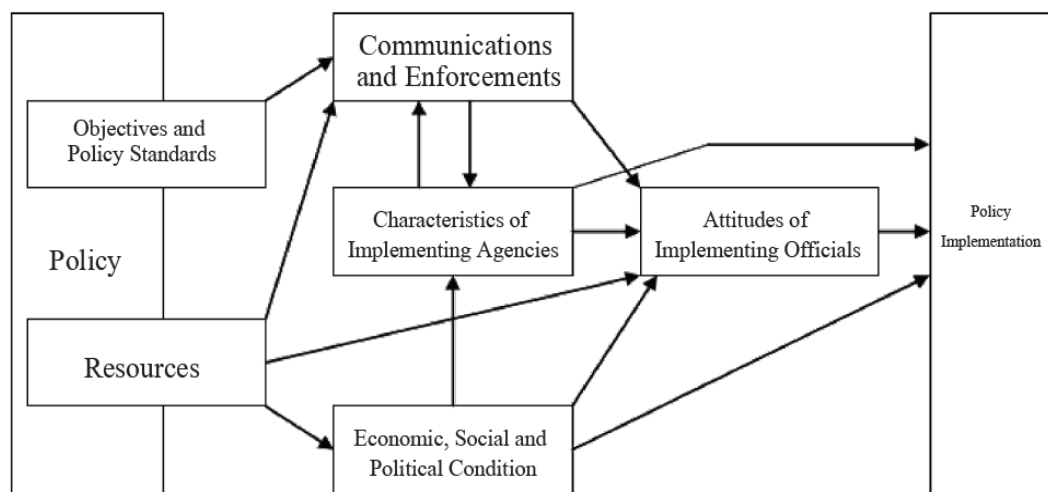 Communications
and Enforcements
Objectives and
Policy Standards
Characteristics of
Implementing Agencies
Attitudes of
Implementing Officials
Policy
Implementation
Policy
Resources
Economic, Social and
Political Condition